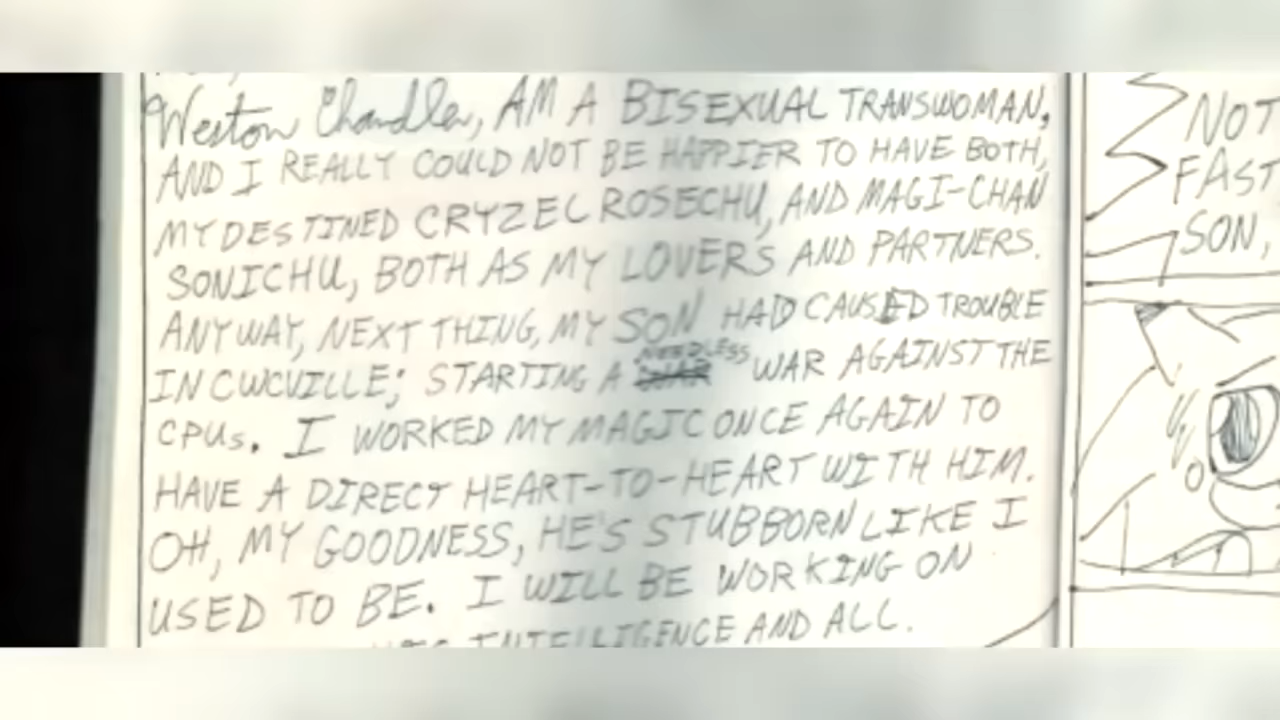 Weston Chandler, AM A BISEXUAL TRANSWOMAN,
AND I REALLY COULD NOT BE HAPPIER TO HAVE BOTH,
MY DESTINED CRYZEL ROSECHU, AND MAGI-CHAN
SONICHU, BOTH AS MY LOVERS AND PARTNERS.
ANYWAY, NEXT THING, MY SON HAD CAUSED TROUBLE
IN CWCVILLE; STARTING A NEEDLESS WAR AGAINST THE
CPUs. I WORKED MY MAGIC ONCE AGAIN TO
HAVE A DIRECT HEART-TO-HEART WITH HIM.
OH, MY GOODNESS, HE'S STUBBORN LIKE I
USED TO BE. I WILL BE WORKING ON
INTELLIGENCE AND ALL.
NOT
FAST
SON,